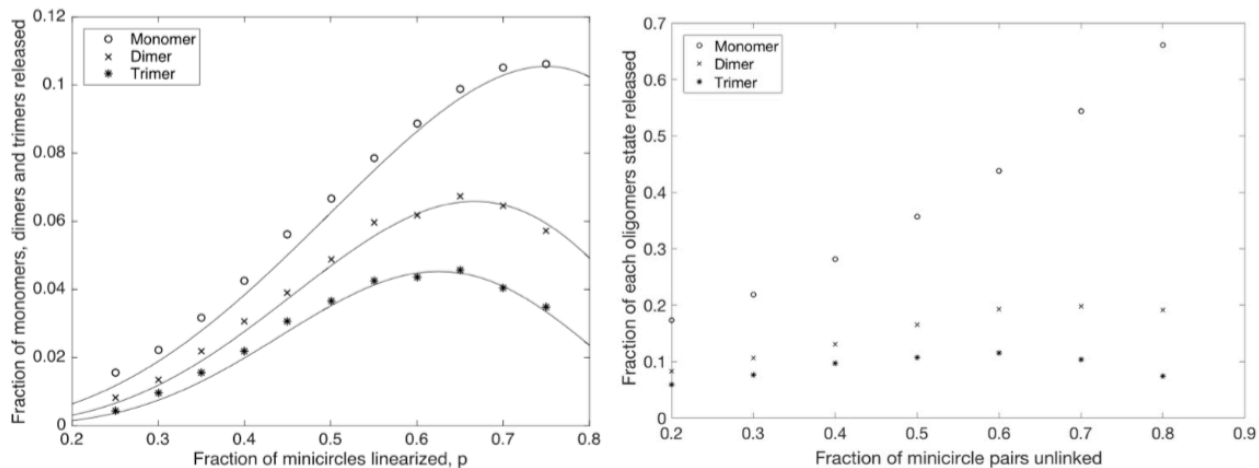 Fraction of monomers, dimers and trimers released
0.12
0.1
0.08
0.06
0.04
0.02
0
Monomer
Dimer
Trimer
0.2 0.3 0.4 0.5 0.6 0.7 0.8
Fraction of minicircles linearized, p
Fraction of each oligomers state released
0.7
0.6
0.5
0.4
0.3
0.2
0.1
0
Monomer
Dimer
Trimer
0.2 0.3 0.4 0.5 0.6 0.7 0.8 0.9
Fraction of minicircle pairs unlinked